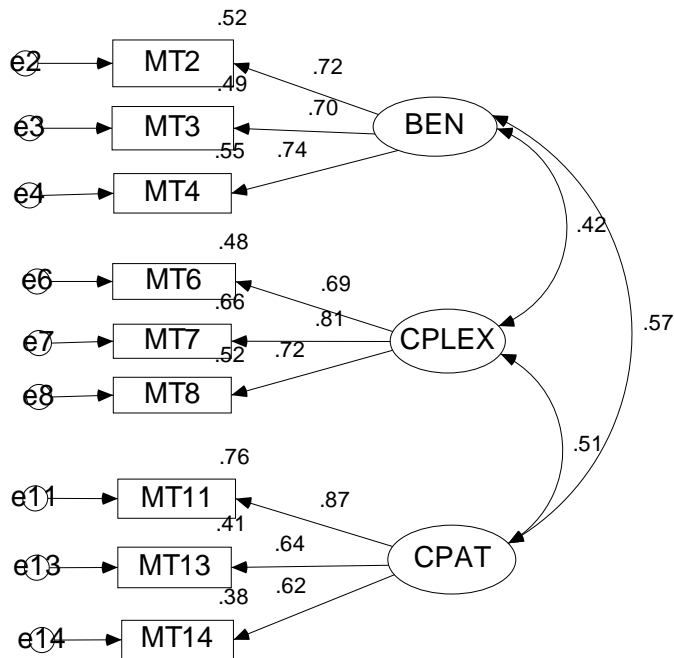 .52
e2 MT2 .72
.49
e3 MT3 .70 BEN
.55 .74
e4 MT4
.42
.48
e6 MT6 .69
.66 .57
e7 MT7 .81 CPLEX
.52 .72
e8 MT8
.51
.76
e11 MT11 .87
.41
e13 MT13 .64 CPAT
.38 .62
e14 MT14